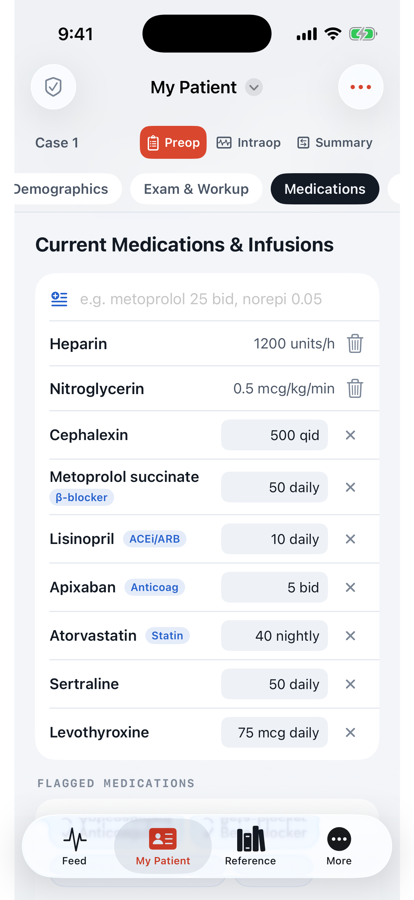 9:41
My Patient
Case 1
Preop
Intraop
Summary
Demographics
Exam & Workup
Medications
Current Medications & Infusions
e.g. metoprolol 25 bid, norepi 0.05
Heparin 1200 units/h
Nitroglycerin 0.5 mcg/kg/min
Cephalexin 500 qid
Metoprolol succinate
β-blocker
50 daily
Lisinopril ACEi/ARB 10 daily
Apixaban Anticoag 5 bid
Atorvastatin Statin 40 nightly
Sertraline 50 daily
Levothyroxine 75 mcg daily
FLAGGED MEDICATIONS
Feed
My Patient
Reference
More